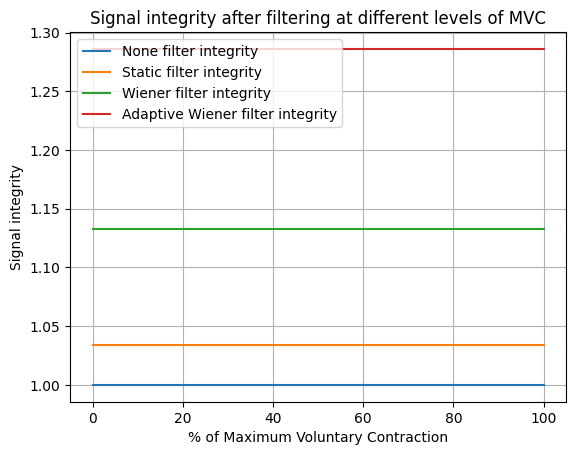 Signal integrity after filtering at different levels of MVC
None filter integrity
Static filter integrity
Wiener filter integrity
Adaptive Wiener filter integrity
1.30
1.25
1.20
1.15
1.10
1.05
1.00
Signal integrity
0 20 40 60 80 100
% of Maximum Voluntary Contraction